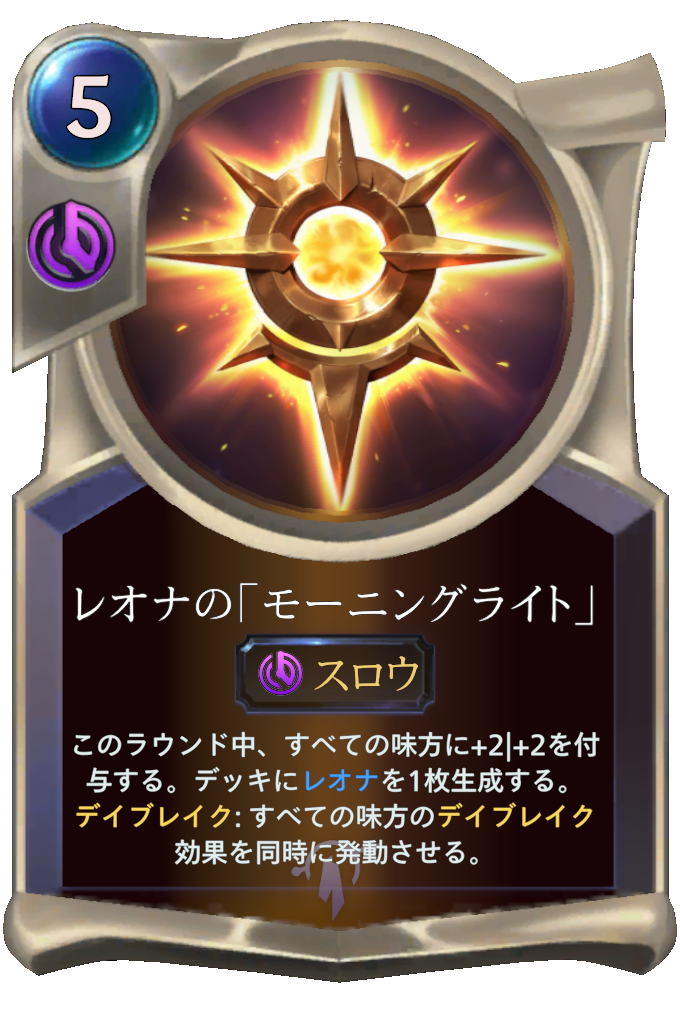 5
レオナの「モーニングライト」
スロウ
このラウンド中、すべての味方に+2|+2を付
与する。デッキにレオナを1枚生成する。
デイブレイク: すべての味方のデイブレイク
効果を同時に発動させる。